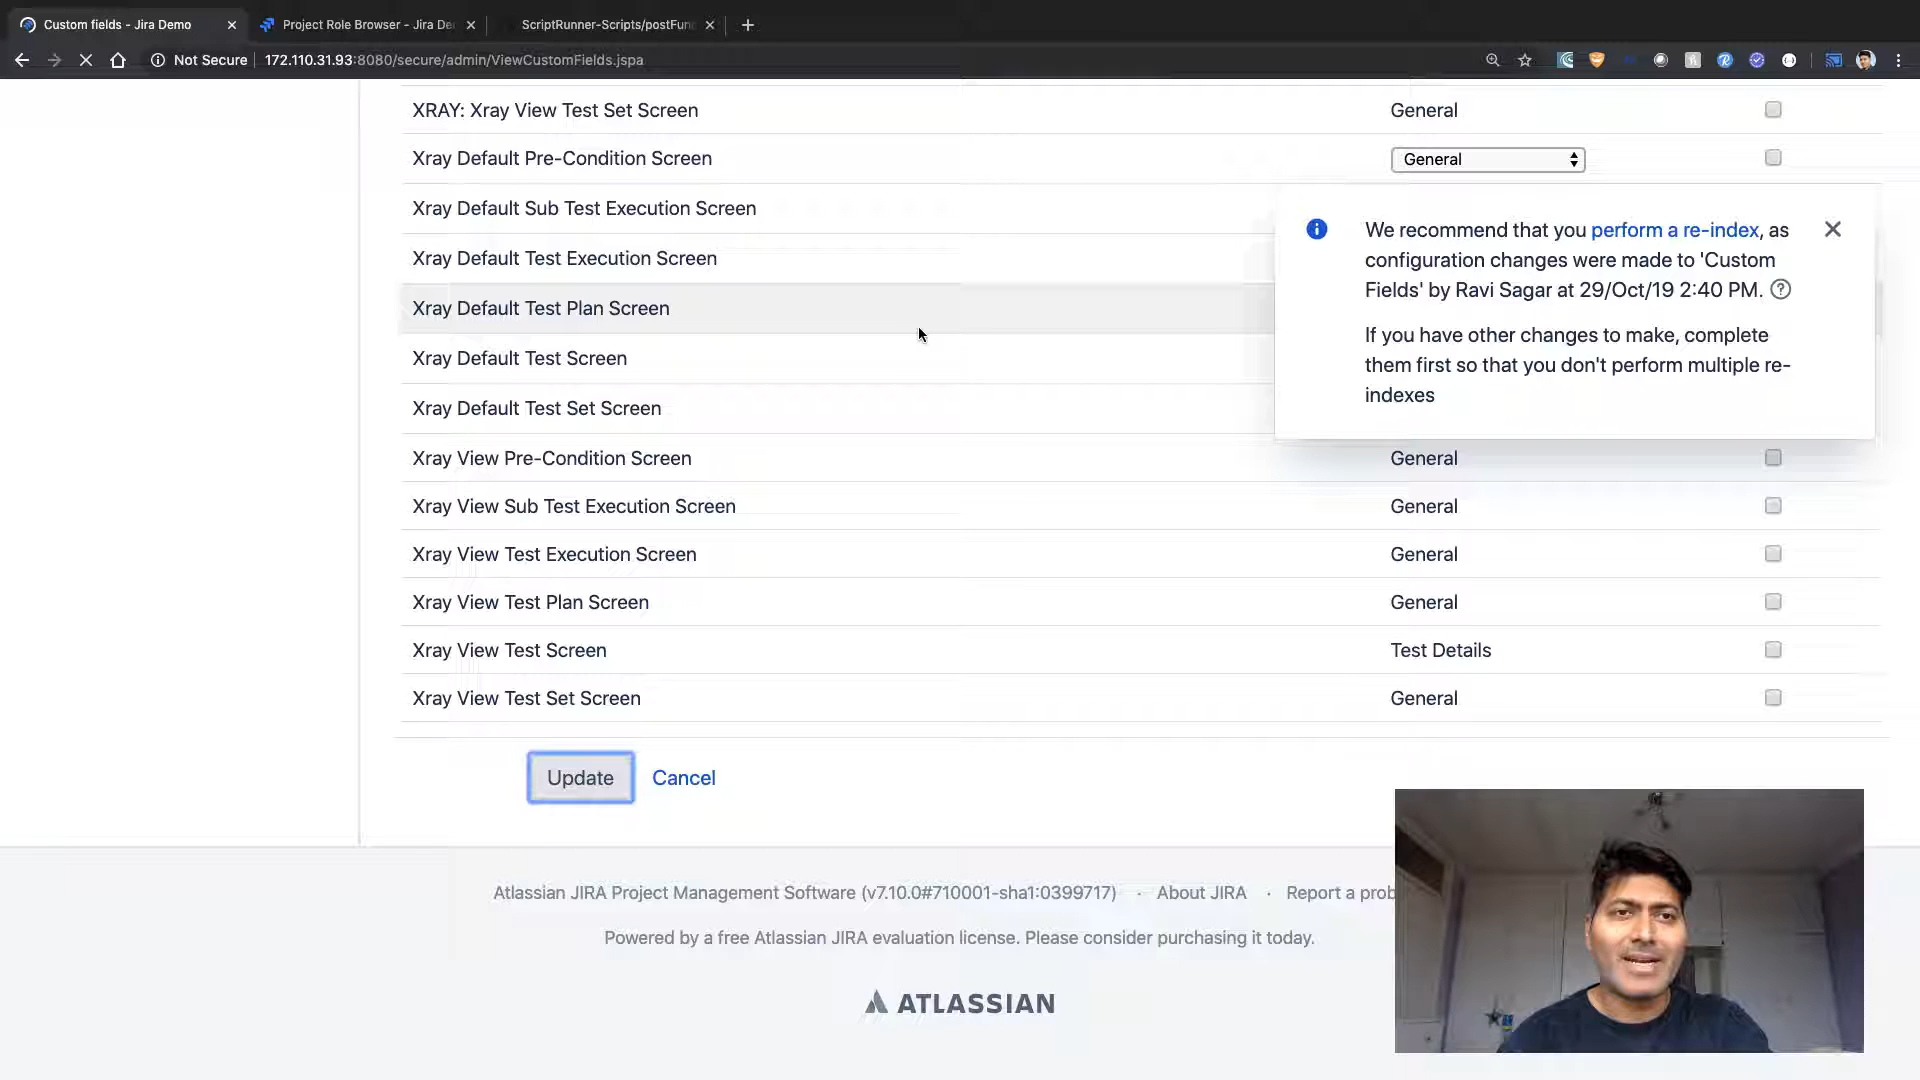 Custom fields - Jira Demo
Project Role Browser - Jira De
ScriptRunner-Scripts/postFun
Not Secure
172.110.31.93:8080/secure/admin/ViewCustomFields.jspa
XRAY: Xray View Test Set Screen General
Xray Default Pre-Condition Screen General
Xray Default Sub Test Execution Screen
Xray Default Test Execution Screen
Xray Default Test Plan Screen
Xray Default Test Screen
Xray Default Test Set Screen
We recommend that you perform a re-index, as
configuration changes were made to 'Custom
Fields' by Ravi Sagar at 29/Oct/19 2:40 PM.
If you have other changes to make, complete
them first so that you don't perform multiple re-
indexes
Xray View Pre-Condition Screen General
Xray View Sub Test Execution Screen General
Xray View Test Execution Screen General
Xray View Test Plan Screen General
Xray View Test Screen Test Details
Xray View Test Set Screen General
Update Cancel
Atlassian JIRA Project Management Software (v7.10.0#710001-sha1:0399717) · About JIRA · Report a prob
Powered by a free Atlassian JIRA evaluation license. Please consider purchasing it today.
ATLASSIAN